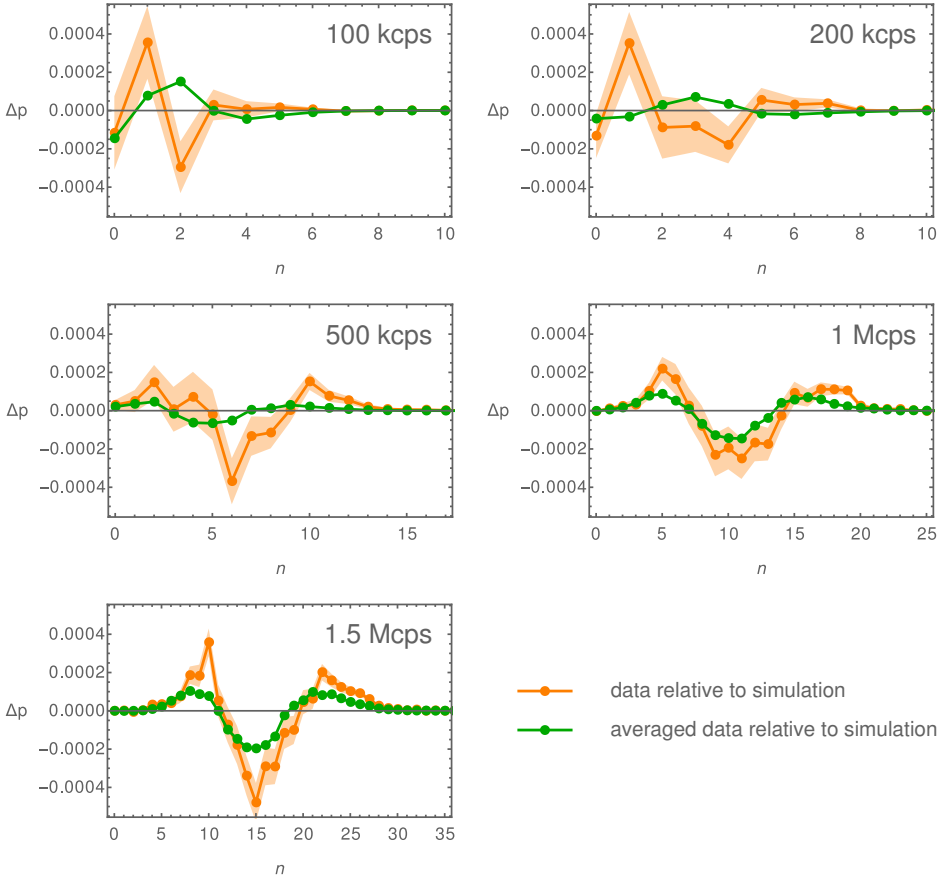 100 kcps
0.0004
0.0002
0.0000
−0.0002
−0.0004
Δp
0 2 4 6 8 10
n
200 kcps
0.0004
0.0002
0.0000
−0.0002
−0.0004
Δp
0 2 4 6 8 10
n
500 kcps
0.0004
0.0002
0.0000
−0.0002
−0.0004
Δp
0 5 10 15
n
1 Mcps
0.0004
0.0002
0.0000
−0.0002
−0.0004
Δp
0 5 10 15 20 25
n
1.5 Mcps
0.0004
0.0002
0.0000
−0.0002
−0.0004
Δp
0 5 10 15 20 25 30 35
n
data relative to simulation
averaged data relative to simulation